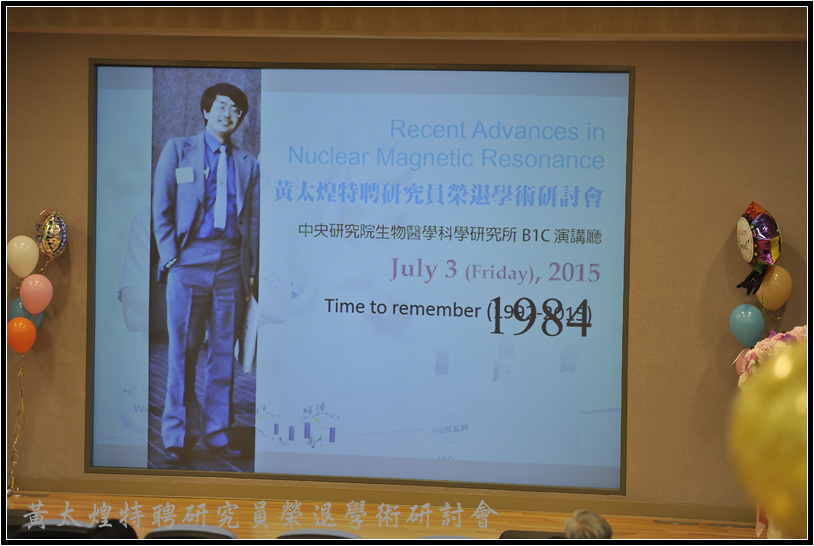 Recent Advances in
Nuclear Magnetic Resonance
黃太煌特聘研究員榮退學術研討會
中央研究院生物醫學科學研究所 B1C 演講廳
July 3 (Friday), 2015
Time to remember (1992-2015)
1984
黃太煌特聘研究員榮退學術研討會